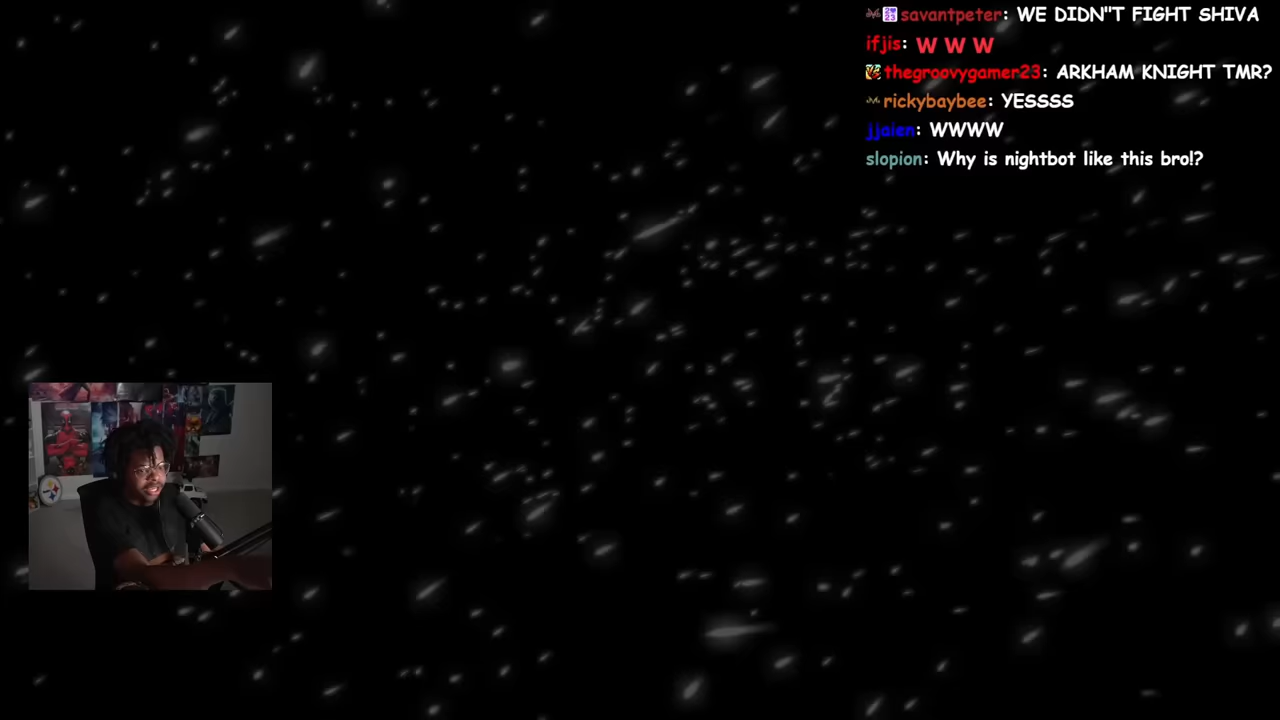 savantpeter: WE DIDN"T FIGHT SHIVA
ifjis: W W W
thegroovygamer23: ARKHAM KNIGHT TMR?
rickybaybee: YESSSS
jjalen: WWWW
slopion: Why is nightbot like this bro!?